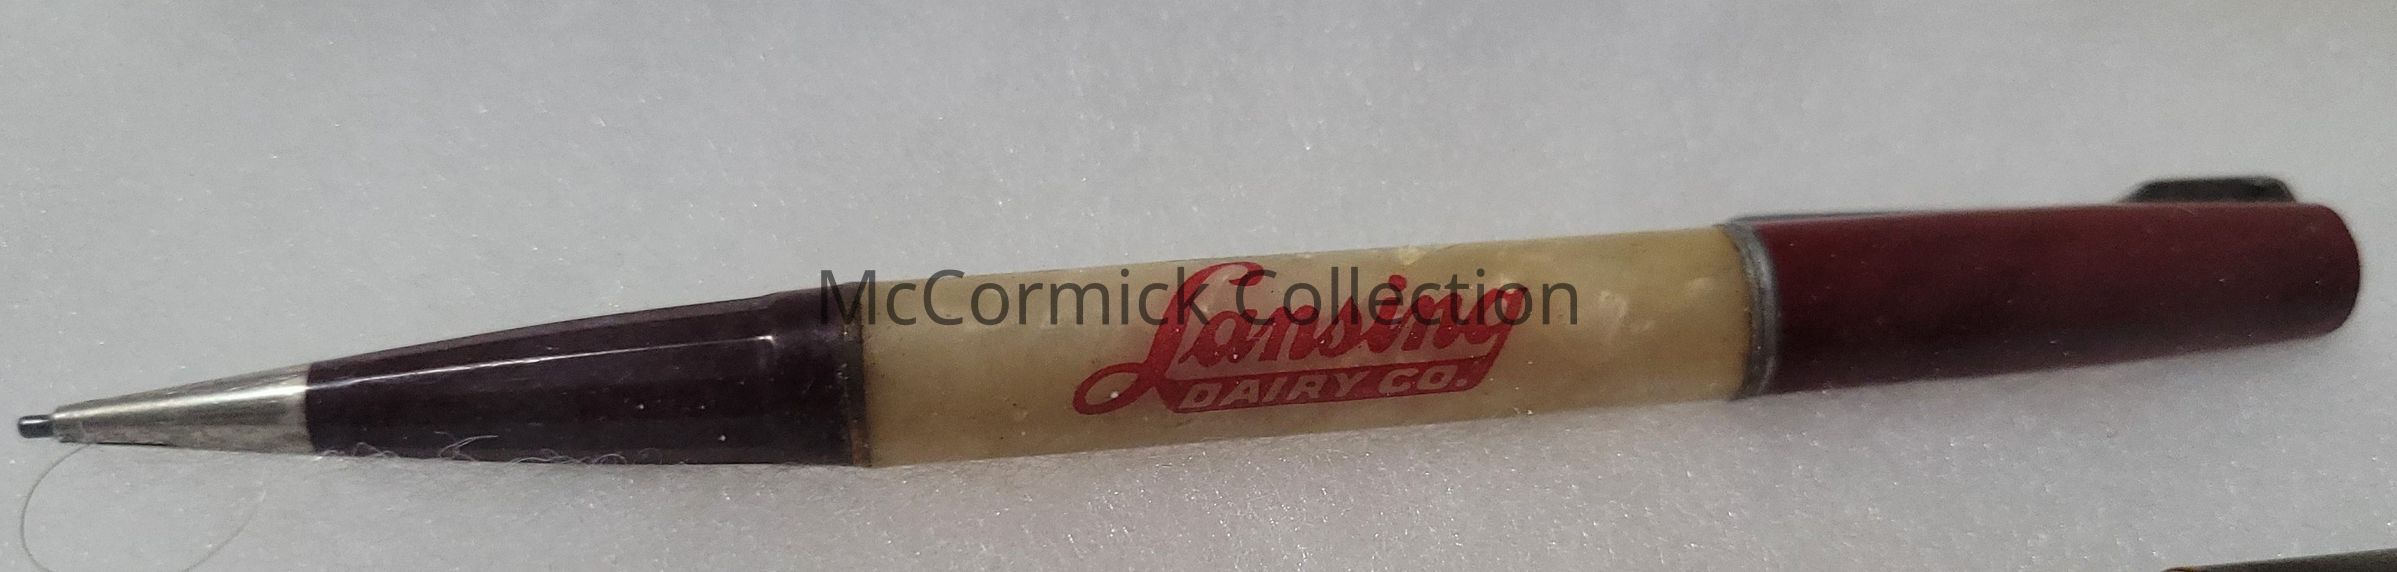 McCormick Collection
Lansing
DAIRY CO.